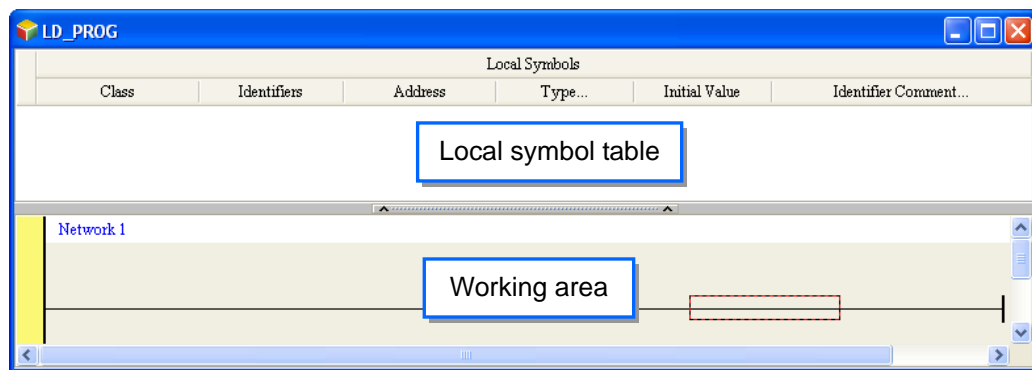 LD_PROG
Local Symbols
Class Identifiers Address Type... Initial Value Identifier Comment...
Local symbol table
Network 1
Working area